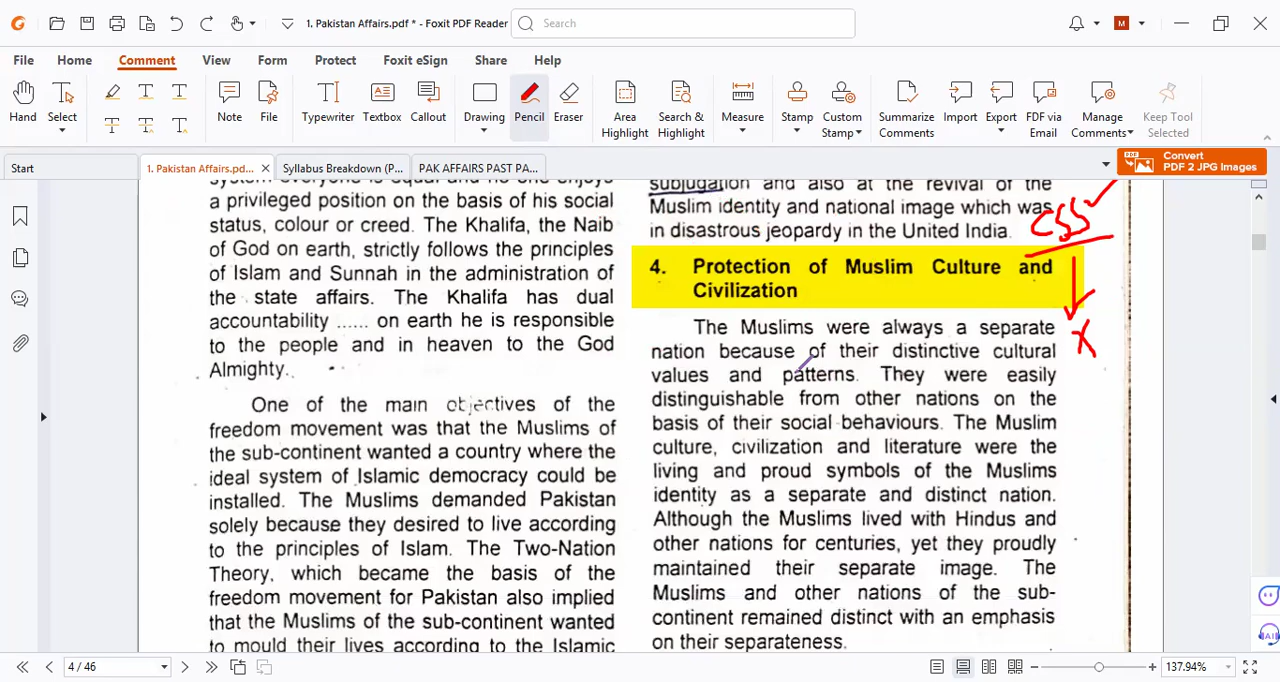 1. Pakistan Affairs.pdf * - Foxit PDF Reader
Search
M
File Home Comment View Form Protect Foxit eSign Share Help
Hand Select Note File Typewriter Textbox Callout Drawing Pencil Eraser Area Highlight Search & Highlight Measure Stamp Custom Stamp Summarize Comments Import Export FDF via Email Manage Comments Keep Tool Selected
Start
1. Pakistan Affairs.pd...
Syllabus Breakdown (P...
PAK AFFAIRS PAST PA...
Convert
PDF 2 JPG Images
system everyone is equal and no one enjoys
a privileged position on the basis of his social
status, colour or creed. The Khalifa, the Naib
of God on earth, strictly follows the principles
of Islam and Sunnah in the administration of
the state affairs. The Khalifa has dual
accountability ...... on earth he is responsible
to the people and in heaven to the God
Almighty.
One of the main objectives of the
freedom movement was that the Muslims of
the sub-continent wanted a country where the
ideal system of Islamic democracy could be
installed. The Muslims demanded Pakistan
solely because they desired to live according
to the principles of Islam. The Two-Nation
Theory, which became the basis of the
freedom movement for Pakistan also implied
that the Muslims of the sub-continent wanted
to mould their lives according to the Islamic
subjugation and also at the revival of the
Muslim identity and national image which was
in disastrous jeopardy in the United India.
CSS
4. Protection of Muslim Culture and
Civilization
X
The Muslims were always a separate
nation because of their distinctive cultural
values and patterns. They were easily
distinguishable from other nations on the
basis of their social behaviours. The Muslim
culture, civilization and literature were the
living and proud symbols of the Muslims
identity as a separate and distinct nation.
Although the Muslims lived with Hindus and
other nations for centuries, yet they proudly
maintained their separate image. The
Muslims and other nations of the sub-
continent remained distinct with an emphasis
on their separateness.
AI
4 / 46
137.94%